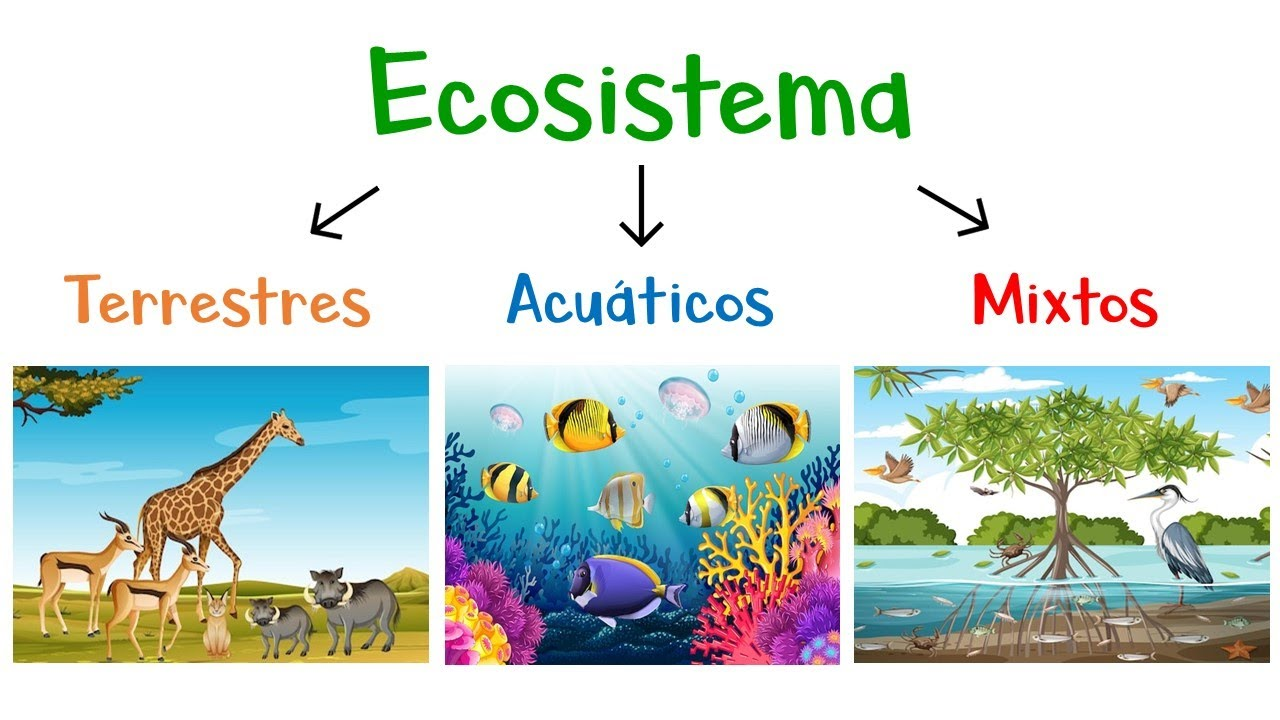 Ecosistema
Terrestres
Acuáticos
Mixtos